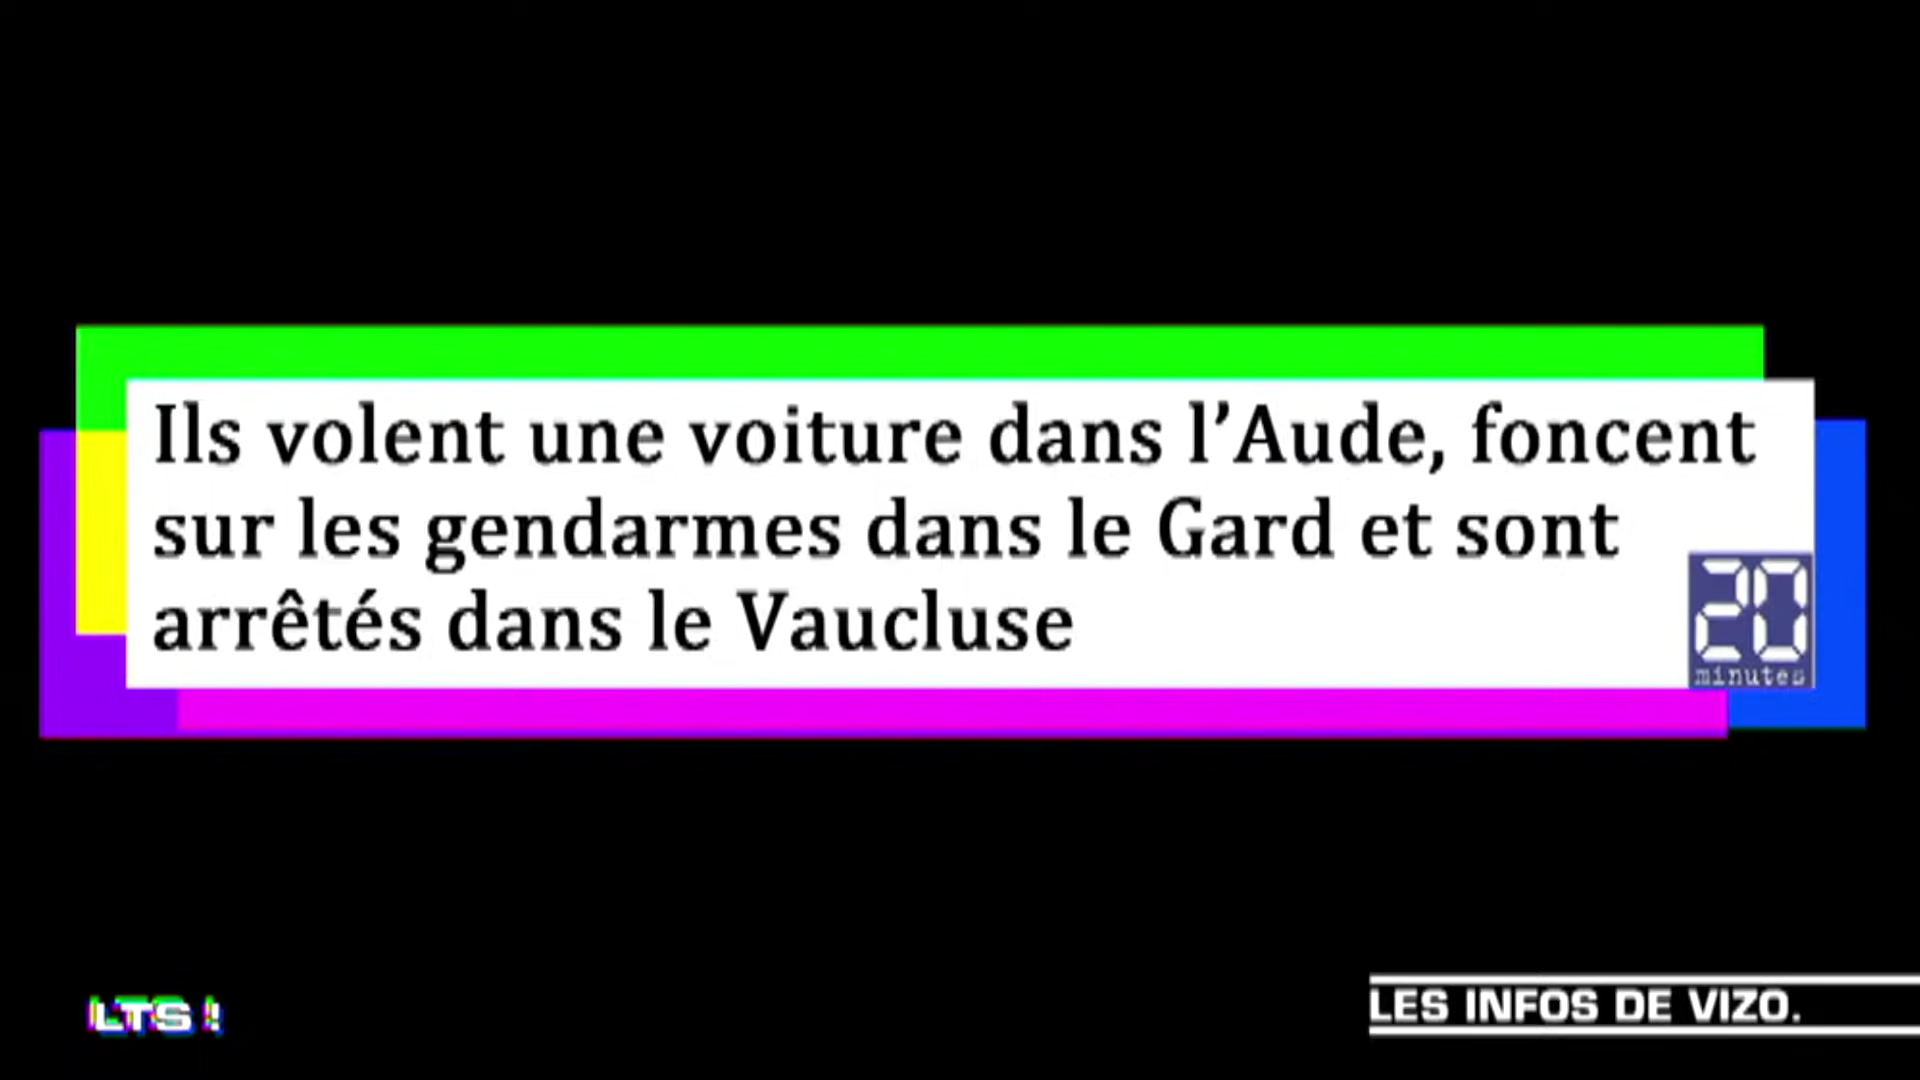 Ils volent une voiture dans l’Aude, foncent
sur les gendarmes dans le Gard et sont
arrêtés dans le Vaucluse
20
minutes
LTS !
LES INFOS DE VIZO.